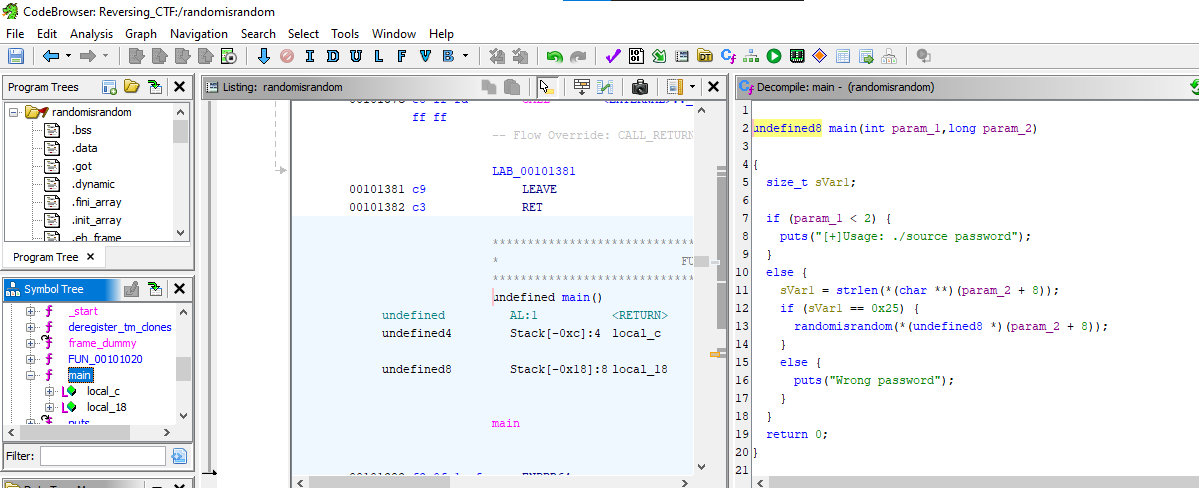 CodeBrowser: Reversing_CTF:/randomisrandom
File Edit Analysis Graph Navigation Search Select Tools Window Help
I D U L F V B
Program Trees
randomisrandom
.bss
.data
.got
.dynamic
.fini_array
.init_array
.eh_frame
Program Tree
Symbol Tree
_start
deregister_tm_clones
frame_dummy
FUN_00101020
main
local_c
local_18
puts
Filter:
Listing: randomisrandom
ff ff
-- Flow Override: CALL_RETURN
LAB_00101381
00101381 c9 LEAVE
00101382 c3 RET
*****************************
* FU
*****************************
undefined main()
undefined AL:1 <RETURN>
undefined4 Stack[-0xc]:4 local_c
undefined8 Stack[-0x18]:8 local_18
main
Decompile: main - (randomisrandom)
1
2 undefined8 main(int param_1,long param_2)
3
4 {
5 size_t sVar1;
6
7 if (param_1 < 2) {
8 puts("[+]Usage: ./source password");
9 }
10 else {
11 sVar1 = strlen(*(char **)(param_2 + 8));
12 if (sVar1 == 0x25) {
13 randomisrandom(*(undefined8 *)(param_2 + 8));
14 }
15 else {
16 puts("Wrong password");
17 }
18 }
19 return 0;
20 }
21